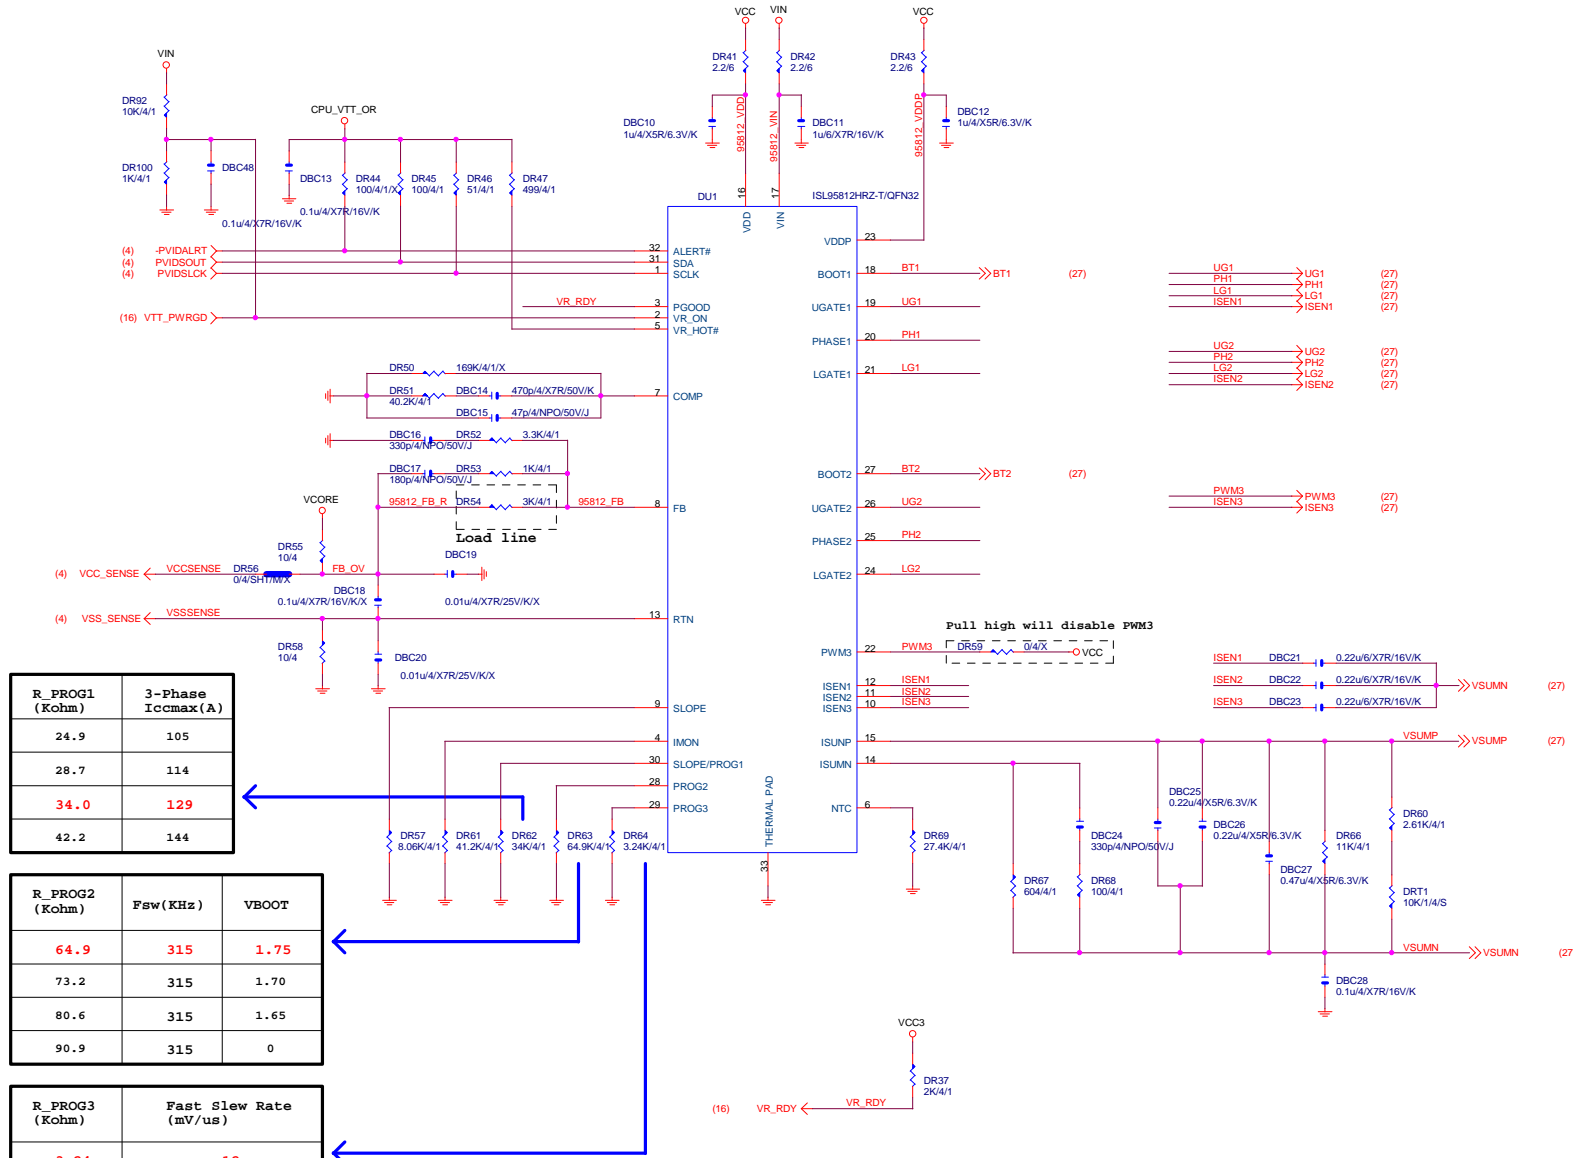 VCC
VIN
VCC
VIN
DR41
2.2/6
DR42
2.2/6
DR43
2.2/6
DR92
10K/4/1
CPU_VTT_OR
DBC10
1u/4/X5R/6.3V/K
95812_VDD
95812_VIN
DBC11
1u/6/X7R/16V/K
95812_VDDP
DBC12
1u/4/X5R/6.3V/K
DR100
1K/4/1
DBC48
0.1u/4/X7R/16V/K
DBC13
0.1u/4/X7R/16V/K
DR44
100/4/1/X
DR45
100/4/1
DR46
51/4/1
DR47
499/4/1
DU1
ISL95812HRZ-T/QFN32
16
VDD
17
VIN
VDDP 23
(4) -PVIDALRT
32 ALERT#
(4) PVIDSOUT
31 SDA
(4) PVIDSLCK
1 SCLK
VR_RDY 3 PGOOD
(16) VTT_PWRGD
2 VR_ON
5 VR_HOT#
BOOT1 18 BT1 BT1 (27)
UGATE1 19 UG1
PHASE1 20 PH1
LGATE1 21 LG1
UG1 UG1 (27)
PH1 PH1 (27)
LG1 LG1 (27)
ISEN1 ISEN1 (27)
UG2 UG2 (27)
PH2 PH2 (27)
LG2 LG2 (27)
ISEN2 ISEN2 (27)
DR50 169K/4/1/X
DR51
40.2K/4/1
DBC14 470p/4/X7R/50V/K
7 COMP
DBC15 47p/4/NPO/50V/J
DBC16
330p/4/NPO/50V/J
DR52 3.3K/4/1
DBC17
180p/4/NPO/50V/J
DR53 1K/4/1
95812_FB_R DR54 3K/4/1 95812_FB 8 FB
Load line
BOOT2 27 BT2 BT2 (27)
UGATE2 26 UG2
PHASE2 25 PH2
LGATE2 24 LG2
PWM3 PWM3 (27)
ISEN3 ISEN3 (27)
VCORE
DR55
10/4
DBC19
0.01u/4/X7R/25V/K/X
(4) VCC_SENSE VCCSENSE DR56
0/4/SHT/M/X
FB_OV
DBC18
0.1u/4/X7R/16V/K/X
(4) VSS_SENSE VSSSENSE
13 RTN
DR58
10/4
DBC20
0.01u/4/X7R/25V/K/X
Pull high will disable PWM3
PWM3 22 PWM3 DR59 0/4/X VCC
ISEN1 12 ISEN1
ISEN2 11 ISEN2
ISEN3 10 ISEN3
ISEN1 DBC21 0.22u/6/X7R/16V/K
ISEN2 DBC22 0.22u/6/X7R/16V/K
ISEN3 DBC23 0.22u/6/X7R/16V/K
VSUMN (27)
9 SLOPE
4 IMON
30 SLOPE/PROG1
28 PROG2
29 PROG3
ISUNP 15
VSUMP VSUMP (27)
ISUMN 14
NTC 6
THERMAL PAD
33
R_PROG1
(Kohm)
3-Phase
Iccmax(A)
24.9 105
28.7 114
34.0 129
42.2 144
DR57
8.06K/4/1
DR61
41.2K/4/1
DR62
34K/4/1
DR63
64.9K/4/1
DR64
3.24K/4/1
DR69
27.4K/4/1
DR67
604/4/1
DBC24
330p/4/NPO/50V/J
DR68
100/4/1
DBC25
0.22u/4/X5R/6.3V/K
DBC26
0.22u/4/X5R/6.3V/K
DBC27
0.47u/4/X5R/6.3V/K
DR66
11K/4/1
DR60
2.61K/4/1
DRT1
10K/1/4/S
VSUMN VSUMN (27
DBC28
0.1u/4/X7R/16V/K
R_PROG2
(Kohm)
Fsw(KHz) VBOOT
64.9 315 1.75
73.2 315 1.70
80.6 315 1.65
90.9 315 0
VCC3
DR37
2K/4/1
(16) VR_RDY VR_RDY
R_PROG3
(Kohm)
Fast Slew Rate
(mV/us)